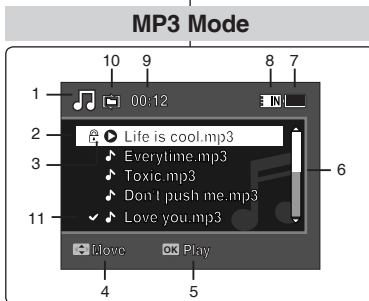 MP3 Mode
10 9 8 7
1 00:12 IN
2 Life is cool.mp3
3 Everytime.mp3
Toxic.mp3 6
Don't push me.mp3
11 Love you.mp3
Move OK Play
4 5